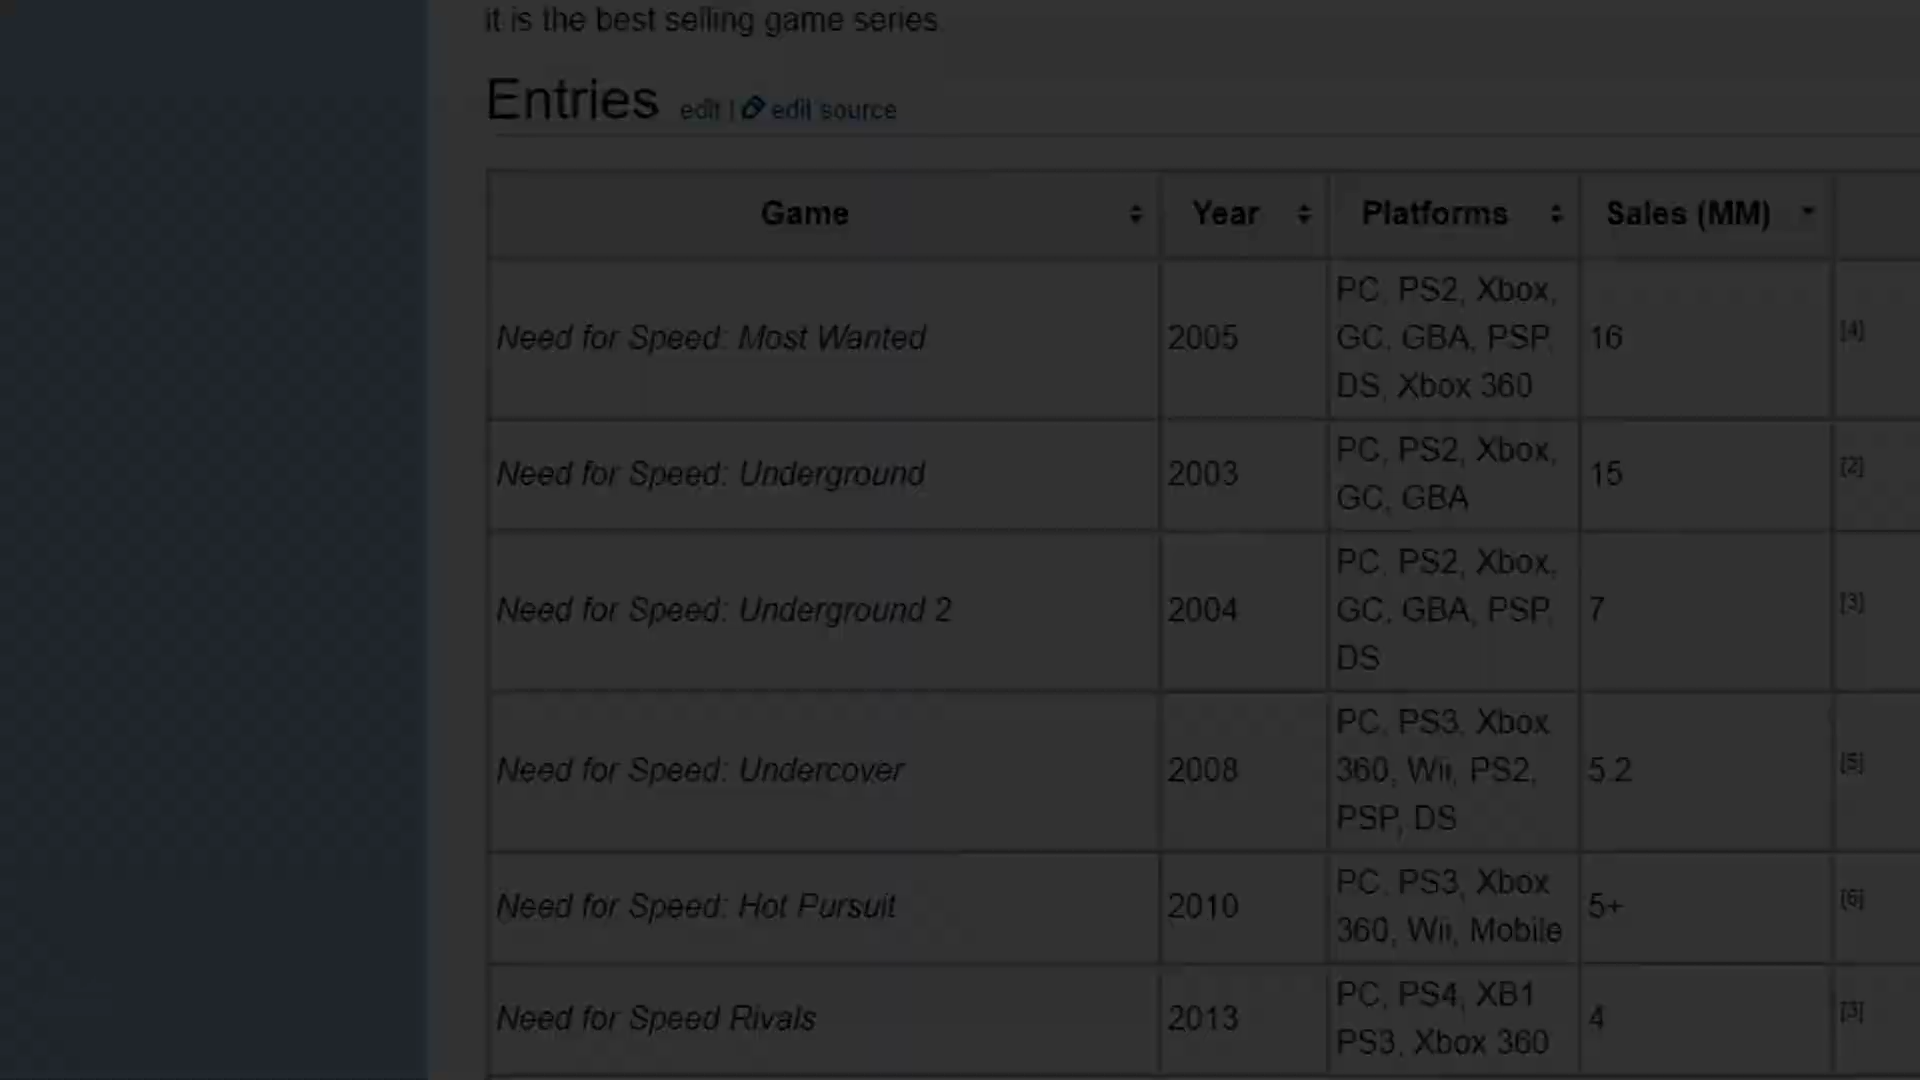 it is the best selling game series
Entries edit | edit source
Game Year Platforms Sales (MM)
Need for Speed: Most Wanted 2005 PC, PS2, Xbox, GC, GBA, PSP, DS, Xbox 360 16 [4]
Need for Speed: Underground 2003 PC, PS2, Xbox, GC, GBA 15 [2]
Need for Speed: Underground 2 2004 PC, PS2, Xbox, GC, GBA, PSP, DS 7 [3]
Need for Speed: Undercover 2008 PC, PS3, Xbox 360, Wii, PS2, PSP, DS 5.2 [5]
Need for Speed: Hot Pursuit 2010 PC, PS3, Xbox 360, Wii, Mobile 5+ [6]
Need for Speed Rivals 2013 PC, PS4, XB1 PS3, Xbox 360 4 [3]